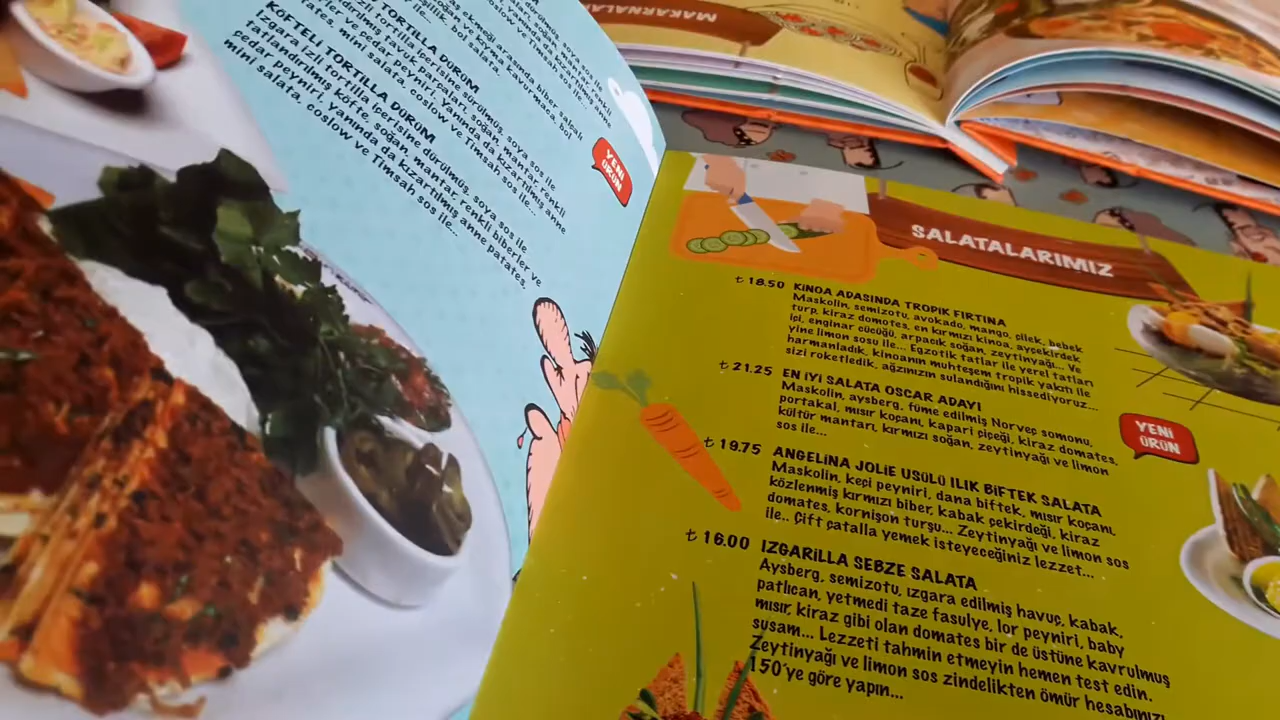 TORTILLA DÜRÜM
KÖFTELİ TORTILLA DÜRÜM
Izgara izli tortilla içerisine dürülmüş, soya sos ile
tatlandırılmış köfte, soğan, mantar, renkli biberler ve
çedar peyniri. Yanında da kızartılmış anne patates,
mini salata, coslow ve Timsah sos ile...
YENİ
ÜRÜN
MAKARNALAR
SALATALARIMIZ
₺ 18.50 KİNOA ADASINDA TROPİK FIRTINA
Maskolin, semizotu, avokado, mango, çilek, bebek
turp, kiraz domates, en kırmızı kinoa, ayçekirdek
içi, enginar cücüğü, arpacık soğan, zeytinyağı... Ve
yine limon sosu ile... Egzotik tatlar ile yerel tatları
harmanladık, kinoanın muhteşem tropik yakıtı ile
sizi roketledik, ağzınızın sulandığını hissediyoruz...
₺ 21.25 EN İYİ SALATA OSCAR ADAYI
Maskolin, aysberg, füme edilmiş Norveç somonu,
portakal, mısır koçanı, kapari çiçeği, kiraz domates,
kültür mantarı, kırmızı soğan, zeytinyağı ve limon
sos ile...
YENİ
ÜRÜN
₺ 19.75 ANGELINA JOLIE USÜLÜ ILIK BİFTEK SALATA
Maskolin, keçi peyniri, dana biftek, mısır koçanı,
közlenmiş kırmızı biber, kabak çekirdeği, kiraz
domates, kornişon turşu... Zeytinyağı ve limon sos
ile.. Çift çatalla yemek isteyeceğiniz lezzet...
₺ 16.00 IZGARILLA SEBZE SALATA
Aysberg, semizotu, ızgara edilmiş havuç, kabak,
patlıcan, yetmedi taze fasulye, lor peyniri, baby
mısır, kiraz gibi olan domates bir de üstüne kavrulmuş
susam... Lezzeti tahmin etmeyin hemen test edin.
Zeytinyağı ve limon sos zindelikten ömür hesabınızı
150'ye göre yapın...